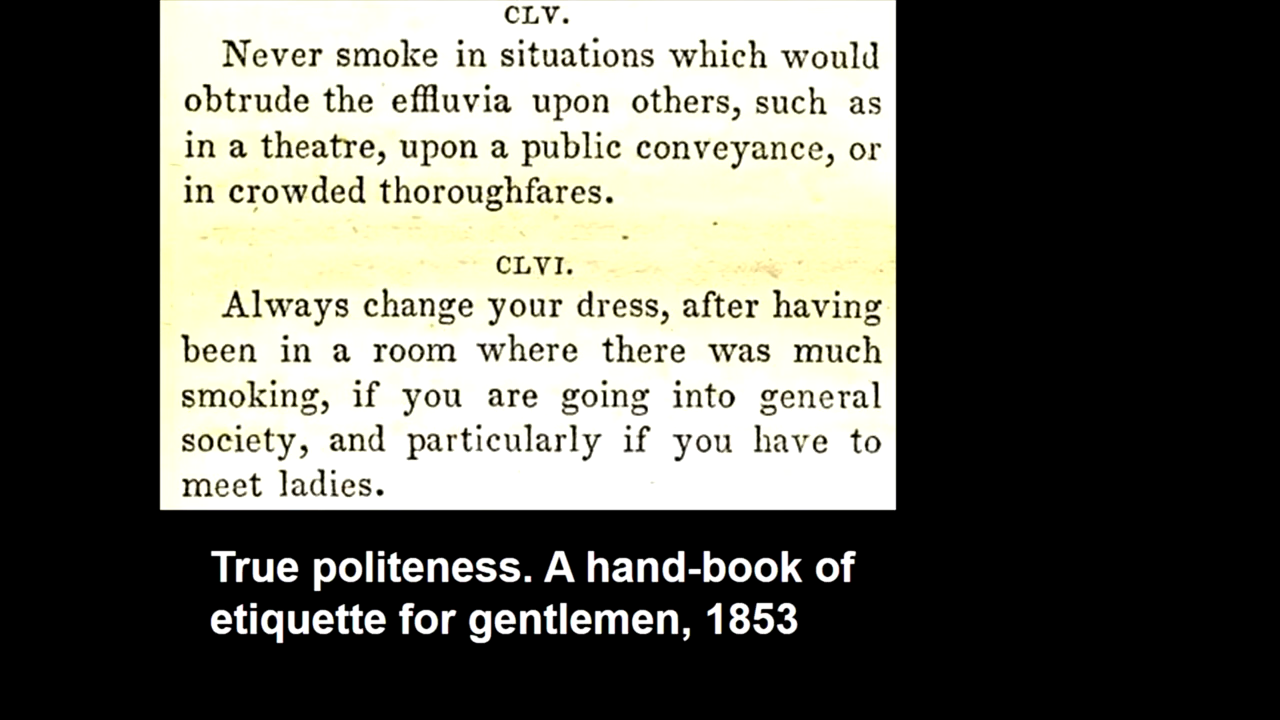 CLV.
Never smoke in situations which would
obtrude the effluvia upon others, such as
in a theatre, upon a public conveyance, or
in crowded thoroughfares.
CLVI.
Always change your dress, after having
been in a room where there was much
smoking, if you are going into general
society, and particularly if you have to
meet ladies.
True politeness. A hand-book of
etiquette for gentlemen, 1853